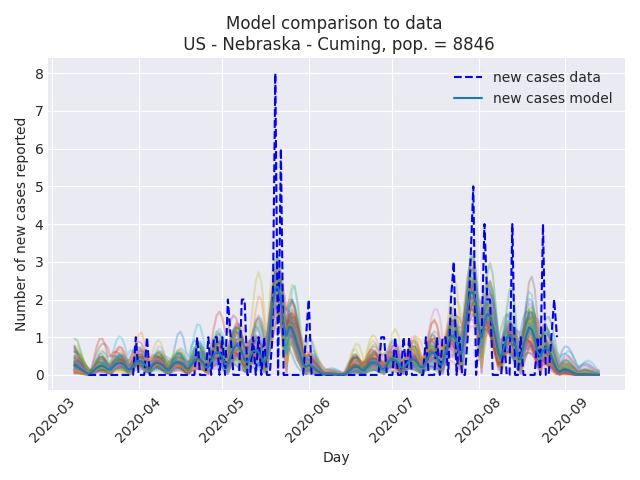 Model comparison to data
US - Nebraska - Cuming, pop. = 8846
new cases data
new cases model
Number of new cases reported
8
7
6
5
4
3
2
1
0
2020-03
2020-04
2020-05
2020-06
2020-07
2020-08
2020-09
Day